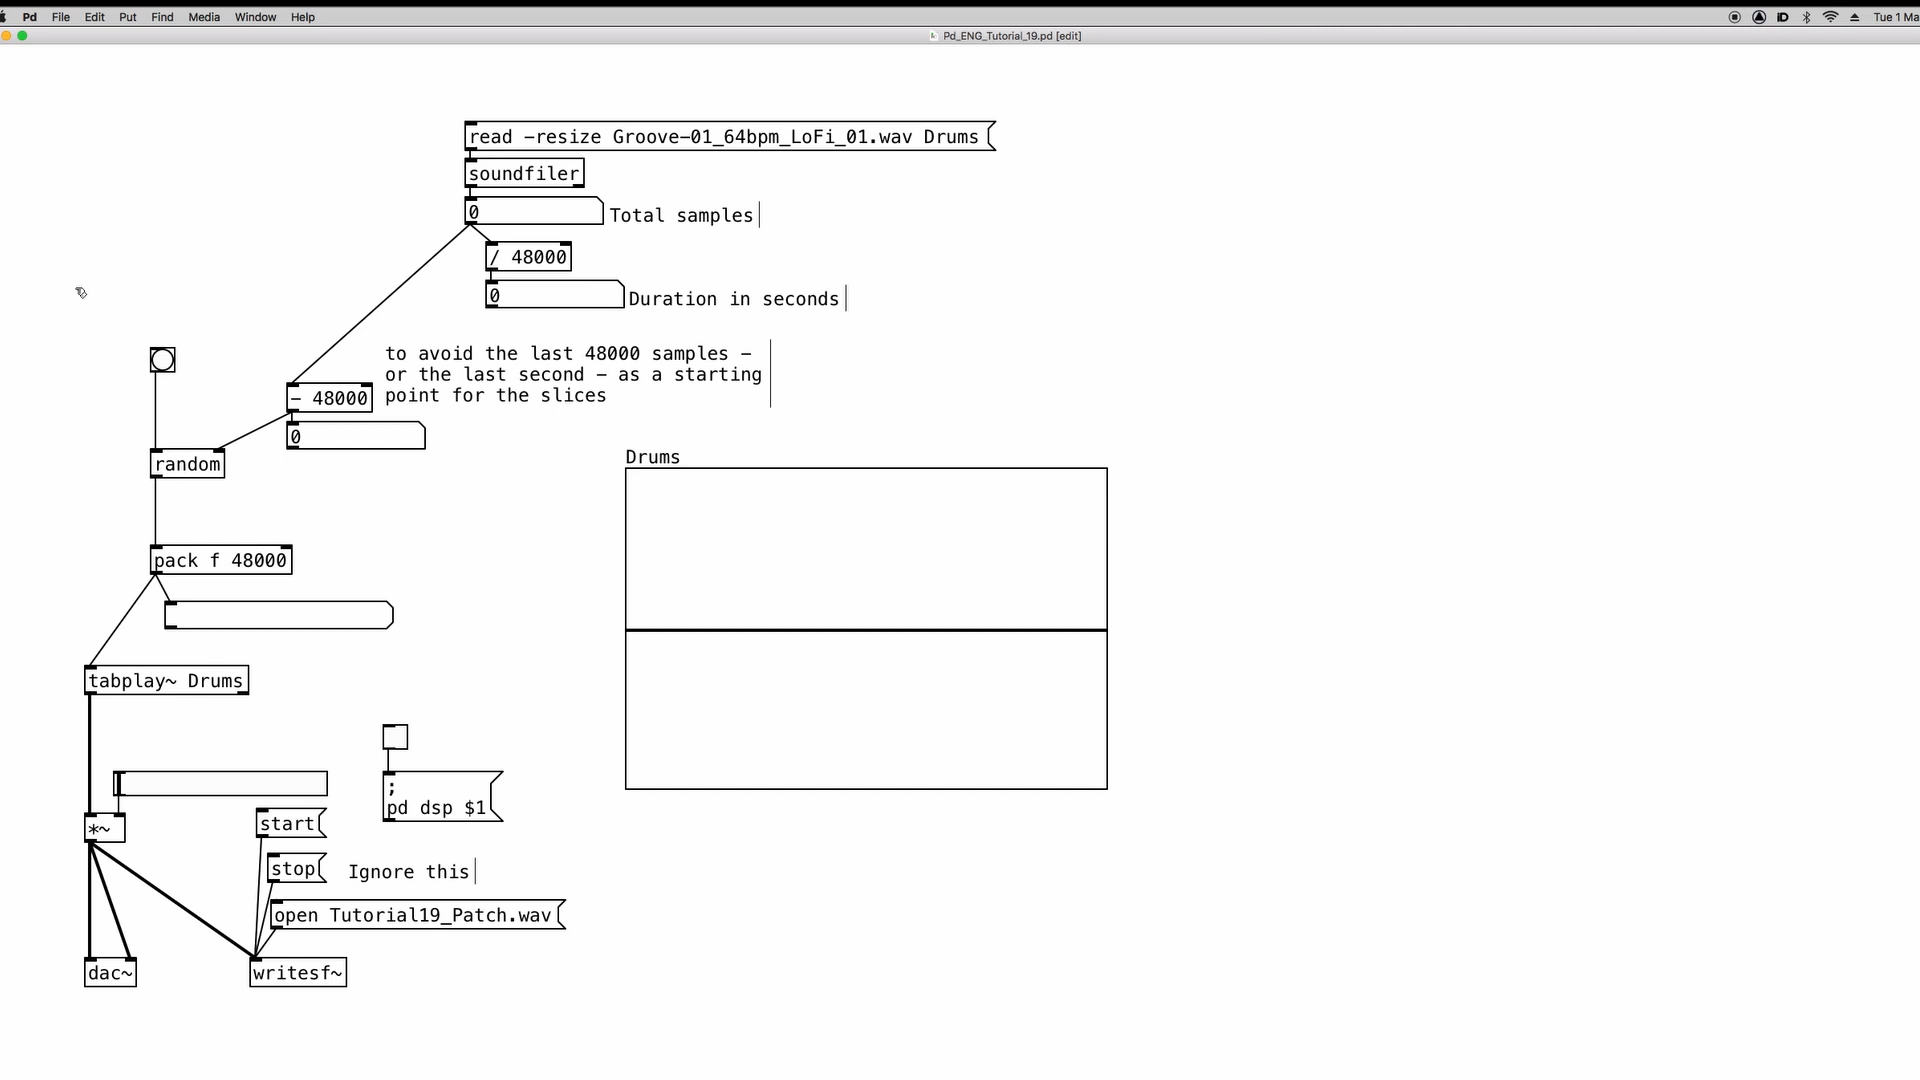 Pd File Edit Put Find Media Window Help
Tue 1 Ma
Pd_ENG_Tutorial_19.pd [edit]
read -resize Groove-01_64bpm_LoFi_01.wav Drums
soundfiler
0
Total samples
/ 48000
0
Duration in seconds
to avoid the last 48000 samples -
or the last second - as a starting
point for the slices
- 48000
0
random
Drums
pack f 48000
tabplay~ Drums
;
pd dsp $1
*~
start
stop
Ignore this
open Tutorial19_Patch.wav
dac~
writesf~